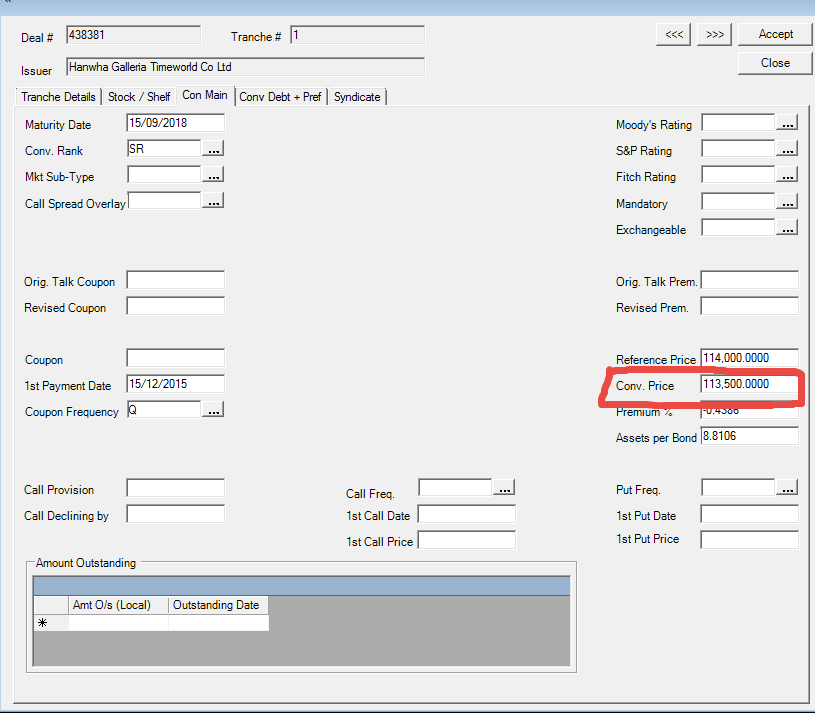 Deal # 438381 Tranche # 1 <<< >>> Accept
Issuer Hanwha Galleria Timeworld Co Ltd Close
Tranche Details Stock / Shelf Con Main Conv Debt + Pref Syndicate
Maturity Date 15/09/2018 Moody's Rating ...
Conv. Rank SR ... S&P Rating ...
Mkt Sub-Type ... Fitch Rating ...
Call Spread Overlay ... Mandatory ...
Exchangeable ...
Orig. Talk Coupon Orig. Talk Prem.
Revised Coupon Revised Prem.
Coupon Reference Price 114,000.0000
1st Payment Date 15/12/2015 Conv. Price 113,500.0000
Coupon Frequency Q ... Premium % -0.4386
Assets per Bond 8.8106
Call Provision Call Freq. ... Put Freq. ...
Call Declining by 1st Call Date 1st Put Date
1st Call Price 1st Put Price
Amount Outstanding
Amt O/s (Local) Outstanding Date
*